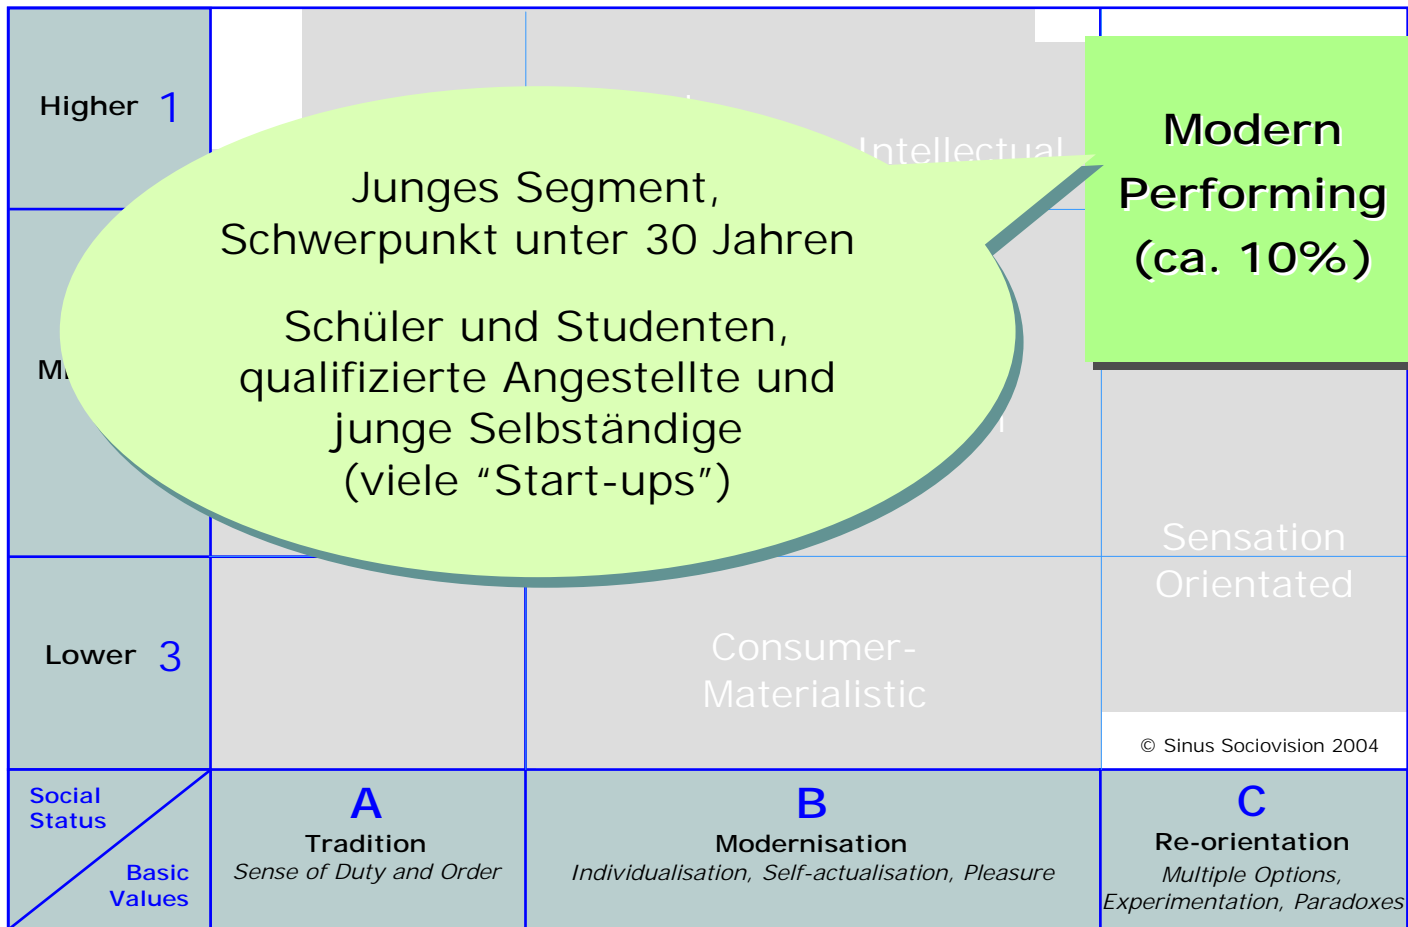 Higher 1
Intellectual
Modern
Performing
(ca. 10%)
Junges Segment,
Schwerpunkt unter 30 Jahren
Schüler und Studenten,
qualifizierte Angestellte und
junge Selbständige
(viele “Start-ups”)
Sensation
Orientated
Lower 3
Consumer-
Materialistic
© Sinus Sociovision 2004
Social
Status
Basic
Values
A
Tradition
Sense of Duty and Order
B
Modernisation
Individualisation, Self-actualisation, Pleasure
C
Re-orientation
Multiple Options,
Experimentation, Paradoxes